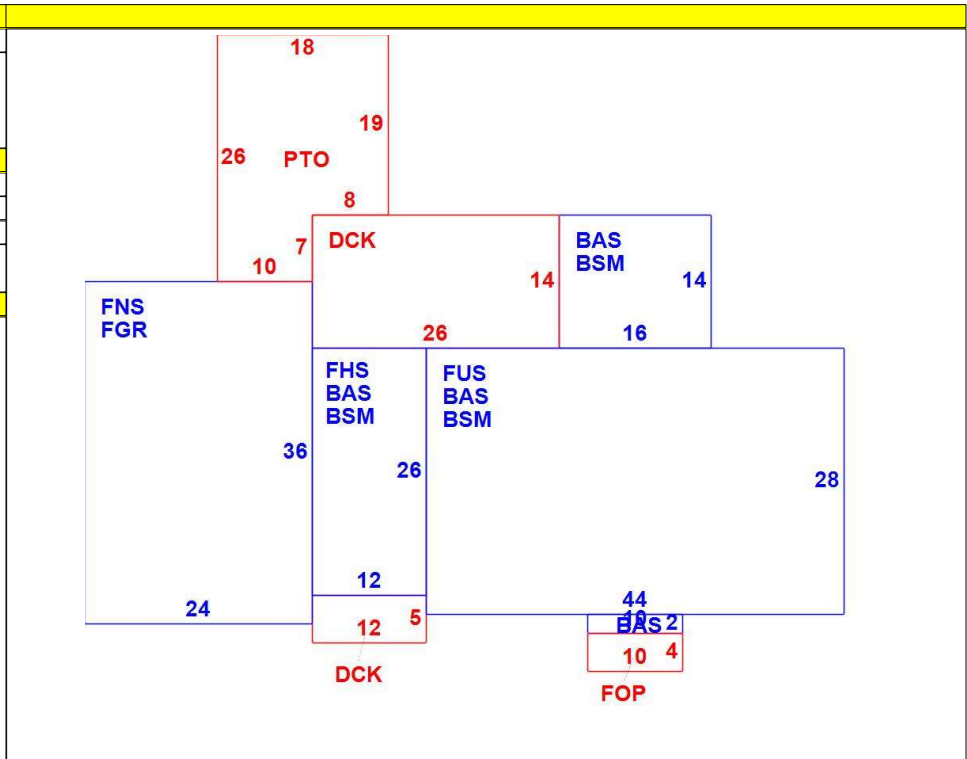 18
19
26 PTO
8
7 DCK
BAS
BSM
10
14
14
FNS
FGR
26
16
FHS
BAS
BSM
FUS
BAS
BSM
36
26
28
12
44
24
5
10
BAS 2
12
10 4
DCK
FOP